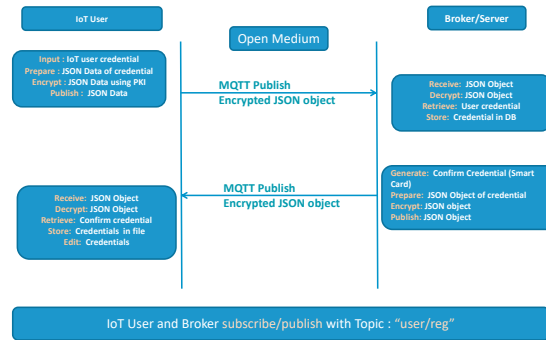 IoT User
Open Medium
Broker/Server
Input : IoT user credential
Prepare : JSON Data of credential
Encrypt : JSON Data using PKI
Publish : JSON Data
MQTT Publish
Encrypted JSON object
Receive: JSON Object
Decrypt: JSON Object
Retrieve: User credential
Store: Credential in DB
Generate: Confirm Credential (Smart
Card)
Prepare: JSON Object of credential
Encrypt: JSON object
Publish: JSON Object
MQTT Publish
Encrypted JSON object
Receive: JSON Object
Decrypt: JSON Object
Retrieve: Confirm credential
Store: Credentials in file
Edit: Credentials
IoT User and Broker subscribe/publish with Topic : “user/reg”